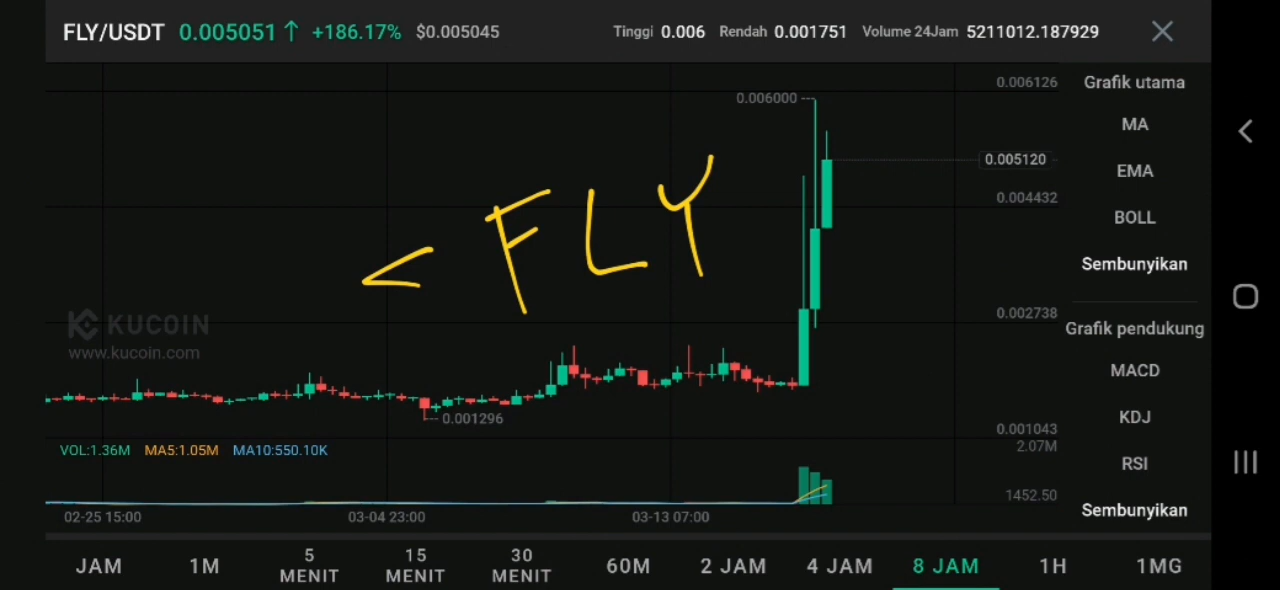 FLY/USDT 0.005051 ↑ +186.17% $0.005045 Tinggi 0.006 Rendah 0.001751 Volume 24Jam 5211012.187929
0.006126 Grafik utama
0.006000
MA
0.005120
EMA
0.004432
BOLL
< FLY
Sembunyikan
0.002738
KUCOIN
Grafik pendukung
www.kucoin.com
MACD
0.001296
KDJ
0.001043
VOL:1.36M MA5:1.05M MA10:550.10K 2.07M
RSI
1452.50
02-25 15:00 03-04 23:00 03-13 07:00 Sembunyikan
JAM 1M 5 MENIT 15 MENIT 30 MENIT 60M 2 JAM 4 JAM 8 JAM 1H 1MG